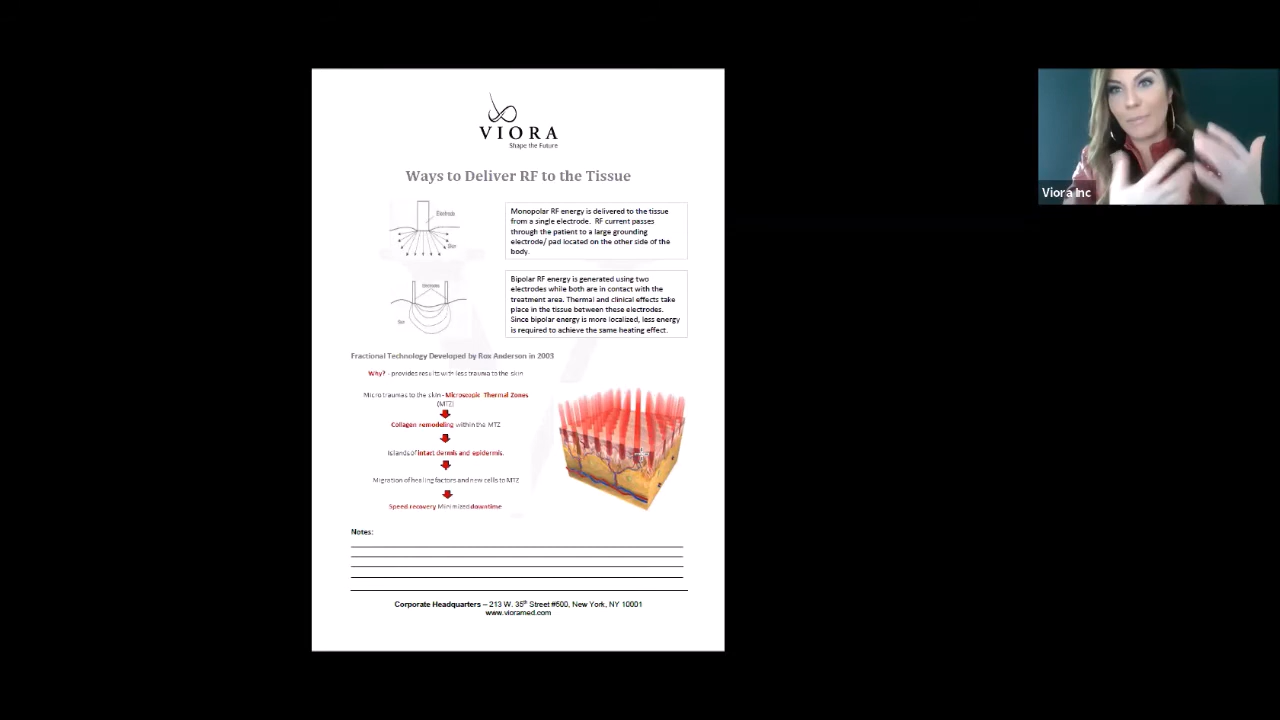 VIORA
Shape the Future
Ways to Deliver RF to the Tissue
Electrode
Skin
Monopolar RF energy is delivered to the tissue
from a single electrode. RF current passes
through the patient to a large grounding
electrode/ pad located on the other side of the
body.
Electrodes
Skin
Bipolar RF energy is generated using two
electrodes while both are in contact with the
treatment area. Thermal and clinical effects take
place in the tissue between these electrodes.
Since bipolar energy is more localized, less energy
is required to achieve the same heating effect.
Fractional Technology Developed by Rox Anderson in 2003
Why? - provides results with less trauma to the skin
Micro traumas to the skin - Microscopic Thermal Zones
(MTZ)
Collagen remodeling within the MTZ
Islands of intact dermis and epidermis.
Migration of healing factors and new cells to MTZ
Speed recovery Minimized downtime
Notes:
Corporate Headquarters – 213 W. 35th Street #500, New York, NY 10001
www.vioramed.com
Viora Inc